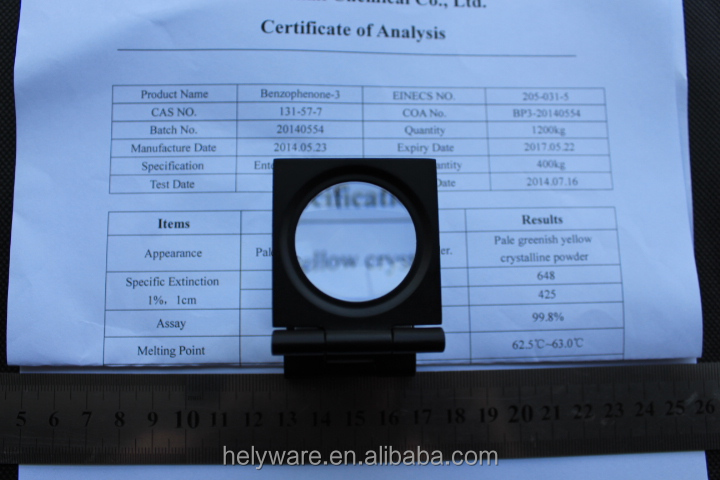 Chemical Co., Ltd.
Certificate of Analysis
Product Name Benzophenone-3 EINECS NO. 205-031-5
CAS NO. 131-57-7 COA No. BP3-20140554
Batch No. 20140554 Quantity 1200kg
Manufacture Date 2014.05.23 Expiry Date 2017.05.22
Specification 400kg
Test Date 2014.07.16
Items Results
Appearance Pale greenish yellow
crystalline powder
Specific Extinction 648
1%, 1cm 425
Assay 99.8%
Melting Point 62.5℃~63.0℃
5 6 7 8 9 10 11 12 13 14 15 16 17 18 19 20 21 22 23 24 25 26
helyware.en.alibaba.com